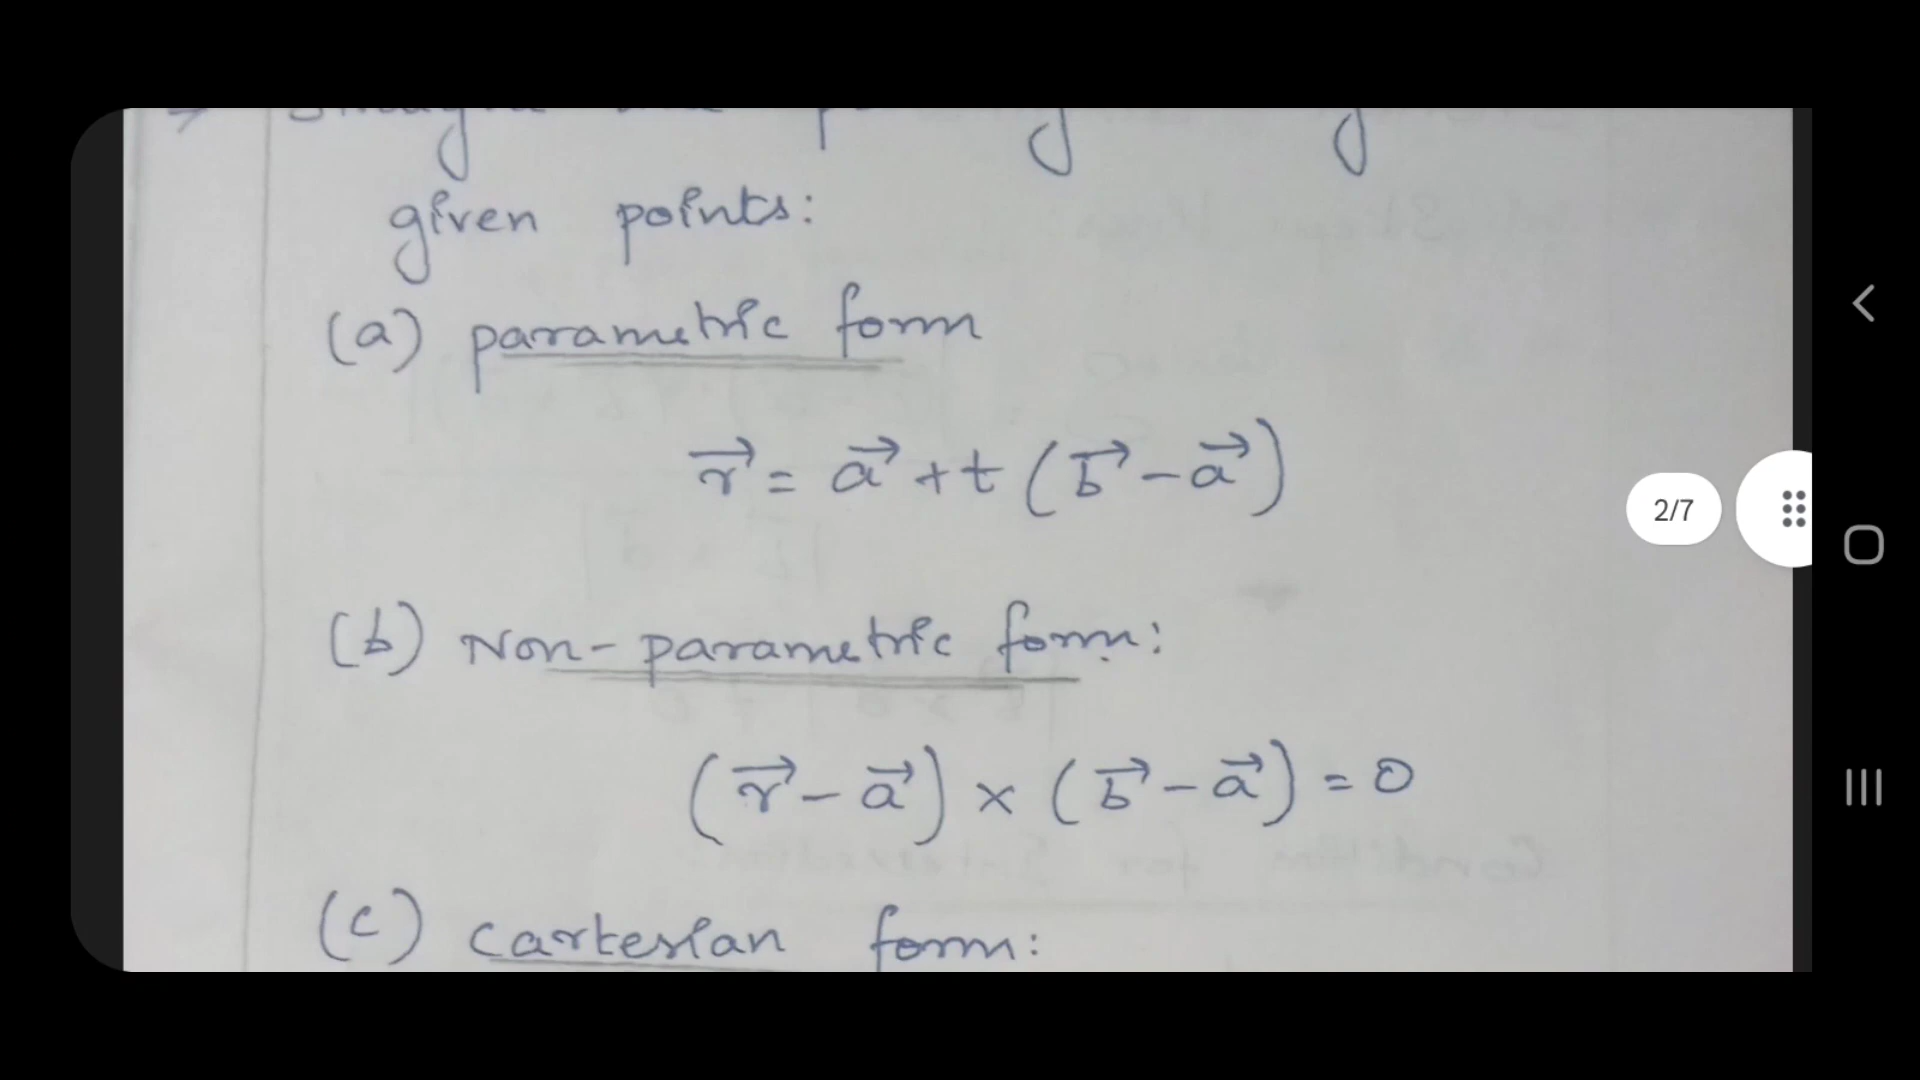 given points:
(a) parametric form
r⃗ = a⃗ + t (b⃗ - a⃗)
2/7
(b) Non-parametric form:
(r⃗ - a⃗) × (b⃗ - a⃗) = 0
(c) cartesian form: